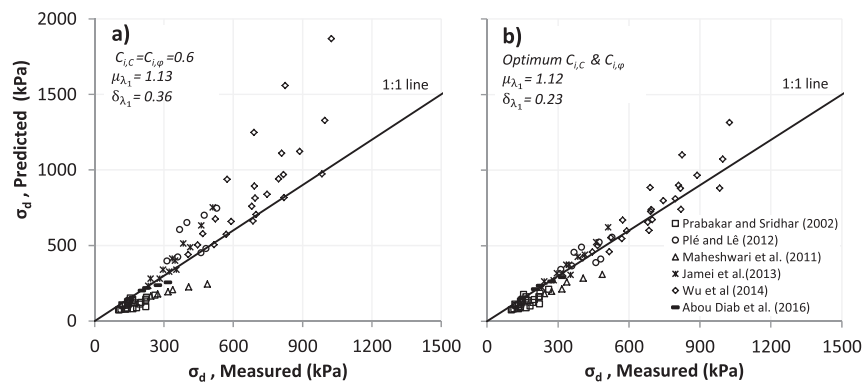 a)
C_{i,C}=C_{i,φ}=0.6
μ_{λ1}=1.13
δ_{λ1}=0.36
1:1 line
σ_d , Predicted (kPa)
2000
1500
1000
500
0
0 300 600 900 1200 1500
σ_d , Measured (kPa)
b)
Optimum C_{i,C} & C_{i,φ}
μ_{λ1}=1.12
δ_{λ1}=0.23
1:1 line
Prabakar and Sridhar (2002)
Plé and Lê (2012)
Maheshwari et al. (2011)
Jamei et al.(2013)
Wu et al (2014)
Abou Diab et al. (2016)
0 300 600 900 1200 1500
σ_d , Measured (kPa)